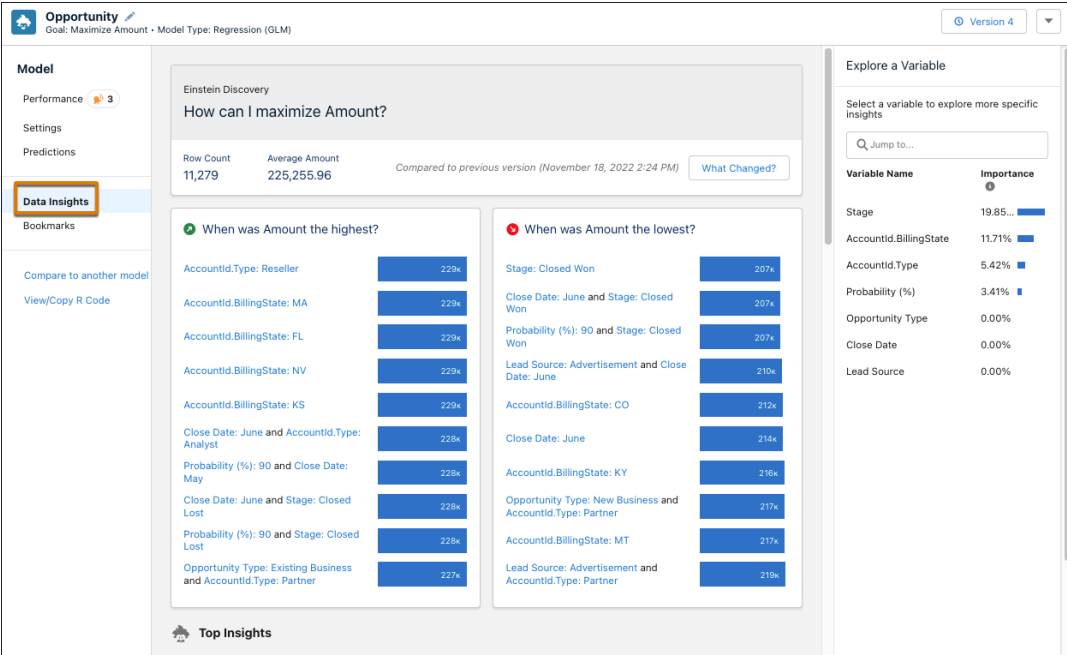 Opportunity
Goal: Maximize Amount • Model Type: Regression (GLM)
Version 4
Model
Performance 3
Settings
Predictions
Data Insights
Bookmarks
Compare to another model
View/Copy R Code
Einstein Discovery
How can I maximize Amount?
Row Count
11,279
Average Amount
225,255.96
Compared to previous version (November 18, 2022 2:24 PM)
What Changed?
When was Amount the highest?
AccountId.Type: Reseller 229K
AccountId.BillingState: MA 229K
AccountId.BillingState: FL 229K
AccountId.BillingState: NV 229K
AccountId.BillingState: KS 229K
Close Date: June and AccountId.Type:
Analyst
228K
Probability (%): 90 and Close Date:
May
228K
Close Date: June and Stage: Closed
Lost
228K
Probability (%): 90 and Stage: Closed
Lost
228K
Opportunity Type: Existing Business
and AccountId.Type: Partner
227K
When was Amount the lowest?
Stage: Closed Won 207K
Close Date: June and Stage: Closed
Won
207K
Probability (%): 90 and Stage: Closed
Won
207K
Lead Source: Advertisement and Close
Date: June
210K
AccountId.BillingState: CO 212K
Close Date: June 214K
AccountId.BillingState: KY 216K
Opportunity Type: New Business and
AccountId.Type: Partner
217K
AccountId.BillingState: MT 217K
Lead Source: Advertisement and
AccountId.Type: Partner
219K
Top Insights
Explore a Variable
Select a variable to explore more specific
insights
Jump to...
Variable Name Importance
Stage 19.85...
AccountId.BillingState 11.71%
AccountId.Type 5.42%
Probability (%) 3.41%
Opportunity Type 0.00%
Close Date 0.00%
Lead Source 0.00%